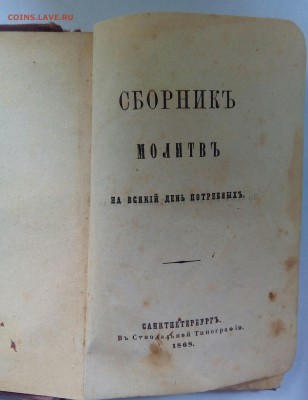 COINS.LAVE.RU
СБОРНИКЪ
МОЛИТВЪ
НА ВСЯКІЙ ДЕНЬ ПОТРЕБНЫХЪ.
САНКТПЕТЕРБУРГЪ.
Въ Синодальной Типографіи.
1868.